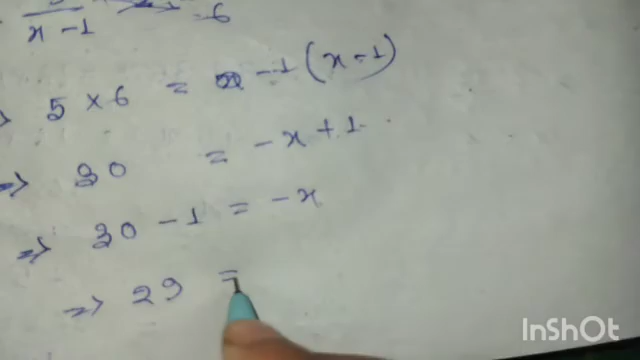 x-1 6
⇒ 5 × 6 = -1(x-1)
⇒ 30 = -x + 1
⇒ 30 - 1 = -x
⇒ 29 =
InShOt